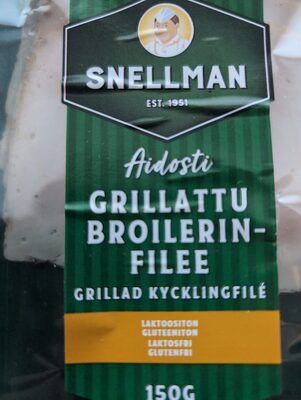 SNELLMAN
EST. 1951
Aidosti
GRILLATTU
BROILERIN-
FILEE
GRILLAD KYCKLINGFILÉ
LAKTOOSITON
GLUTEENITON
LAKTOSFRI
GLUTENFRI
150G